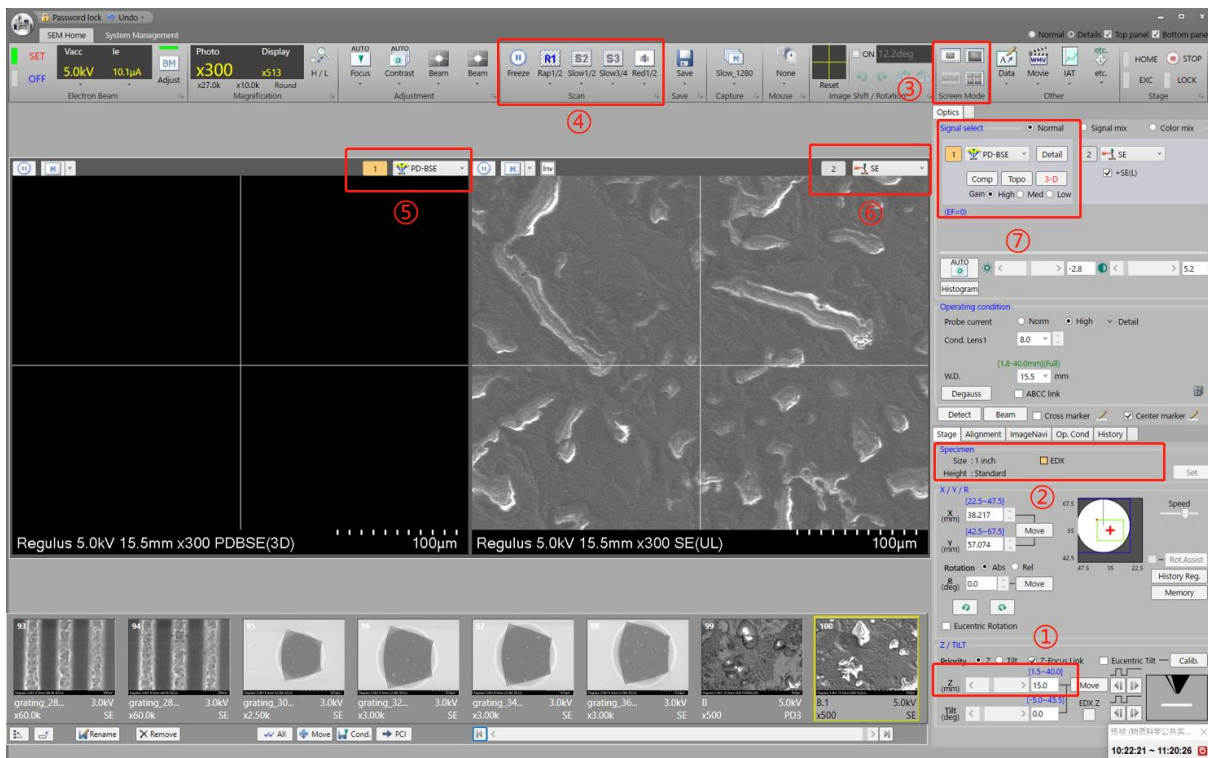 Password lock Undo
SEM Home System Management
Normal Details Top panel Bottom pane
SET OFF
Vacc Ie
5.0kV 10.1μA
BM
Adjust
Electron Beam
Photo Display
x300 x513
x27.0k x10.0k Round
H / L
Magnification
AUTO AUTO
Focus Contrast Beam Beam
Adjustment
R1 S2 S3
Freeze Rap1/2 Slow1/2 Slow3/4 Red1/2
Scan
④
Save
Save
M
Slow_1280
Capture
None
Mouse
ON 12.2deg
Reset
Image Shift / Rotation
③
Screen Mode
WMV etc.
Data Movie IAT etc.
Other
HOME STOP
EXC LOCK
Stage
M
1 PD-BSE
⑤
Regulus 5.0kV 15.5mm x300 PDBSE(3D) 100μm
M Inv
2 SE
⑥
Regulus 5.0kV 15.5mm x300 SE(UL) 100μm
Optics
Signal select Normal Signal mix Color mix
1 PD-BSE Detail 2 SE
+SE(L)
Comp Topo 3-D
Gain High Med Low
(EF=0)
⑦
AUTO
-2.8 5.2
Histogram
Operating condition
Probe current Norm High Detail
Cond. Lens1 8.0
[1.8-40.0mm](Full)
W.D. 15.5 mm
Degauss ABCC link
Detect Beam Cross marker Center marker
Stage Alignment ImageNavi Op. Cond History
Specimen
Size : 1 inch EDX
Height : Standard
Set
②
X / Y / R
[22.5~47.5]
X (mm) 38.217
[42.5~67.5]
Y (mm) 57.074
Move
67.5
55
42.5
47.5 35 22.5
Speed
Rot.Assist
Rotation Abs Rel
R (deg) 0.0 Move
History Reg.
Memory
Eucentric Rotation
①
Z / TILT
Priority Z Tilt Z-Focus Link Eucentric Tilt Calib.
[1.5~40.0]
Z (mm) 15.0 Move
[-5.0~45.5]
Tilt (deg) 0.0
EDX Z
10:22:21 ~ 11:20:26
93 94 95 96 97 98 99 100
grating_28... 3.0kV
x60.0k SE
grating_28... 3.0kV
x60.0k SE
grating_30... 3.0kV
x2.50k SE
grating_32... 3.0kV
x3.00k SE
grating_34... 3.0kV
x3.00k SE
grating_36... 3.0kV
x3.00k SE
B 5.0kV
x500 PD3
B.1 5.0kV
x500 SE
Rename Remove All Move Cond. PCI